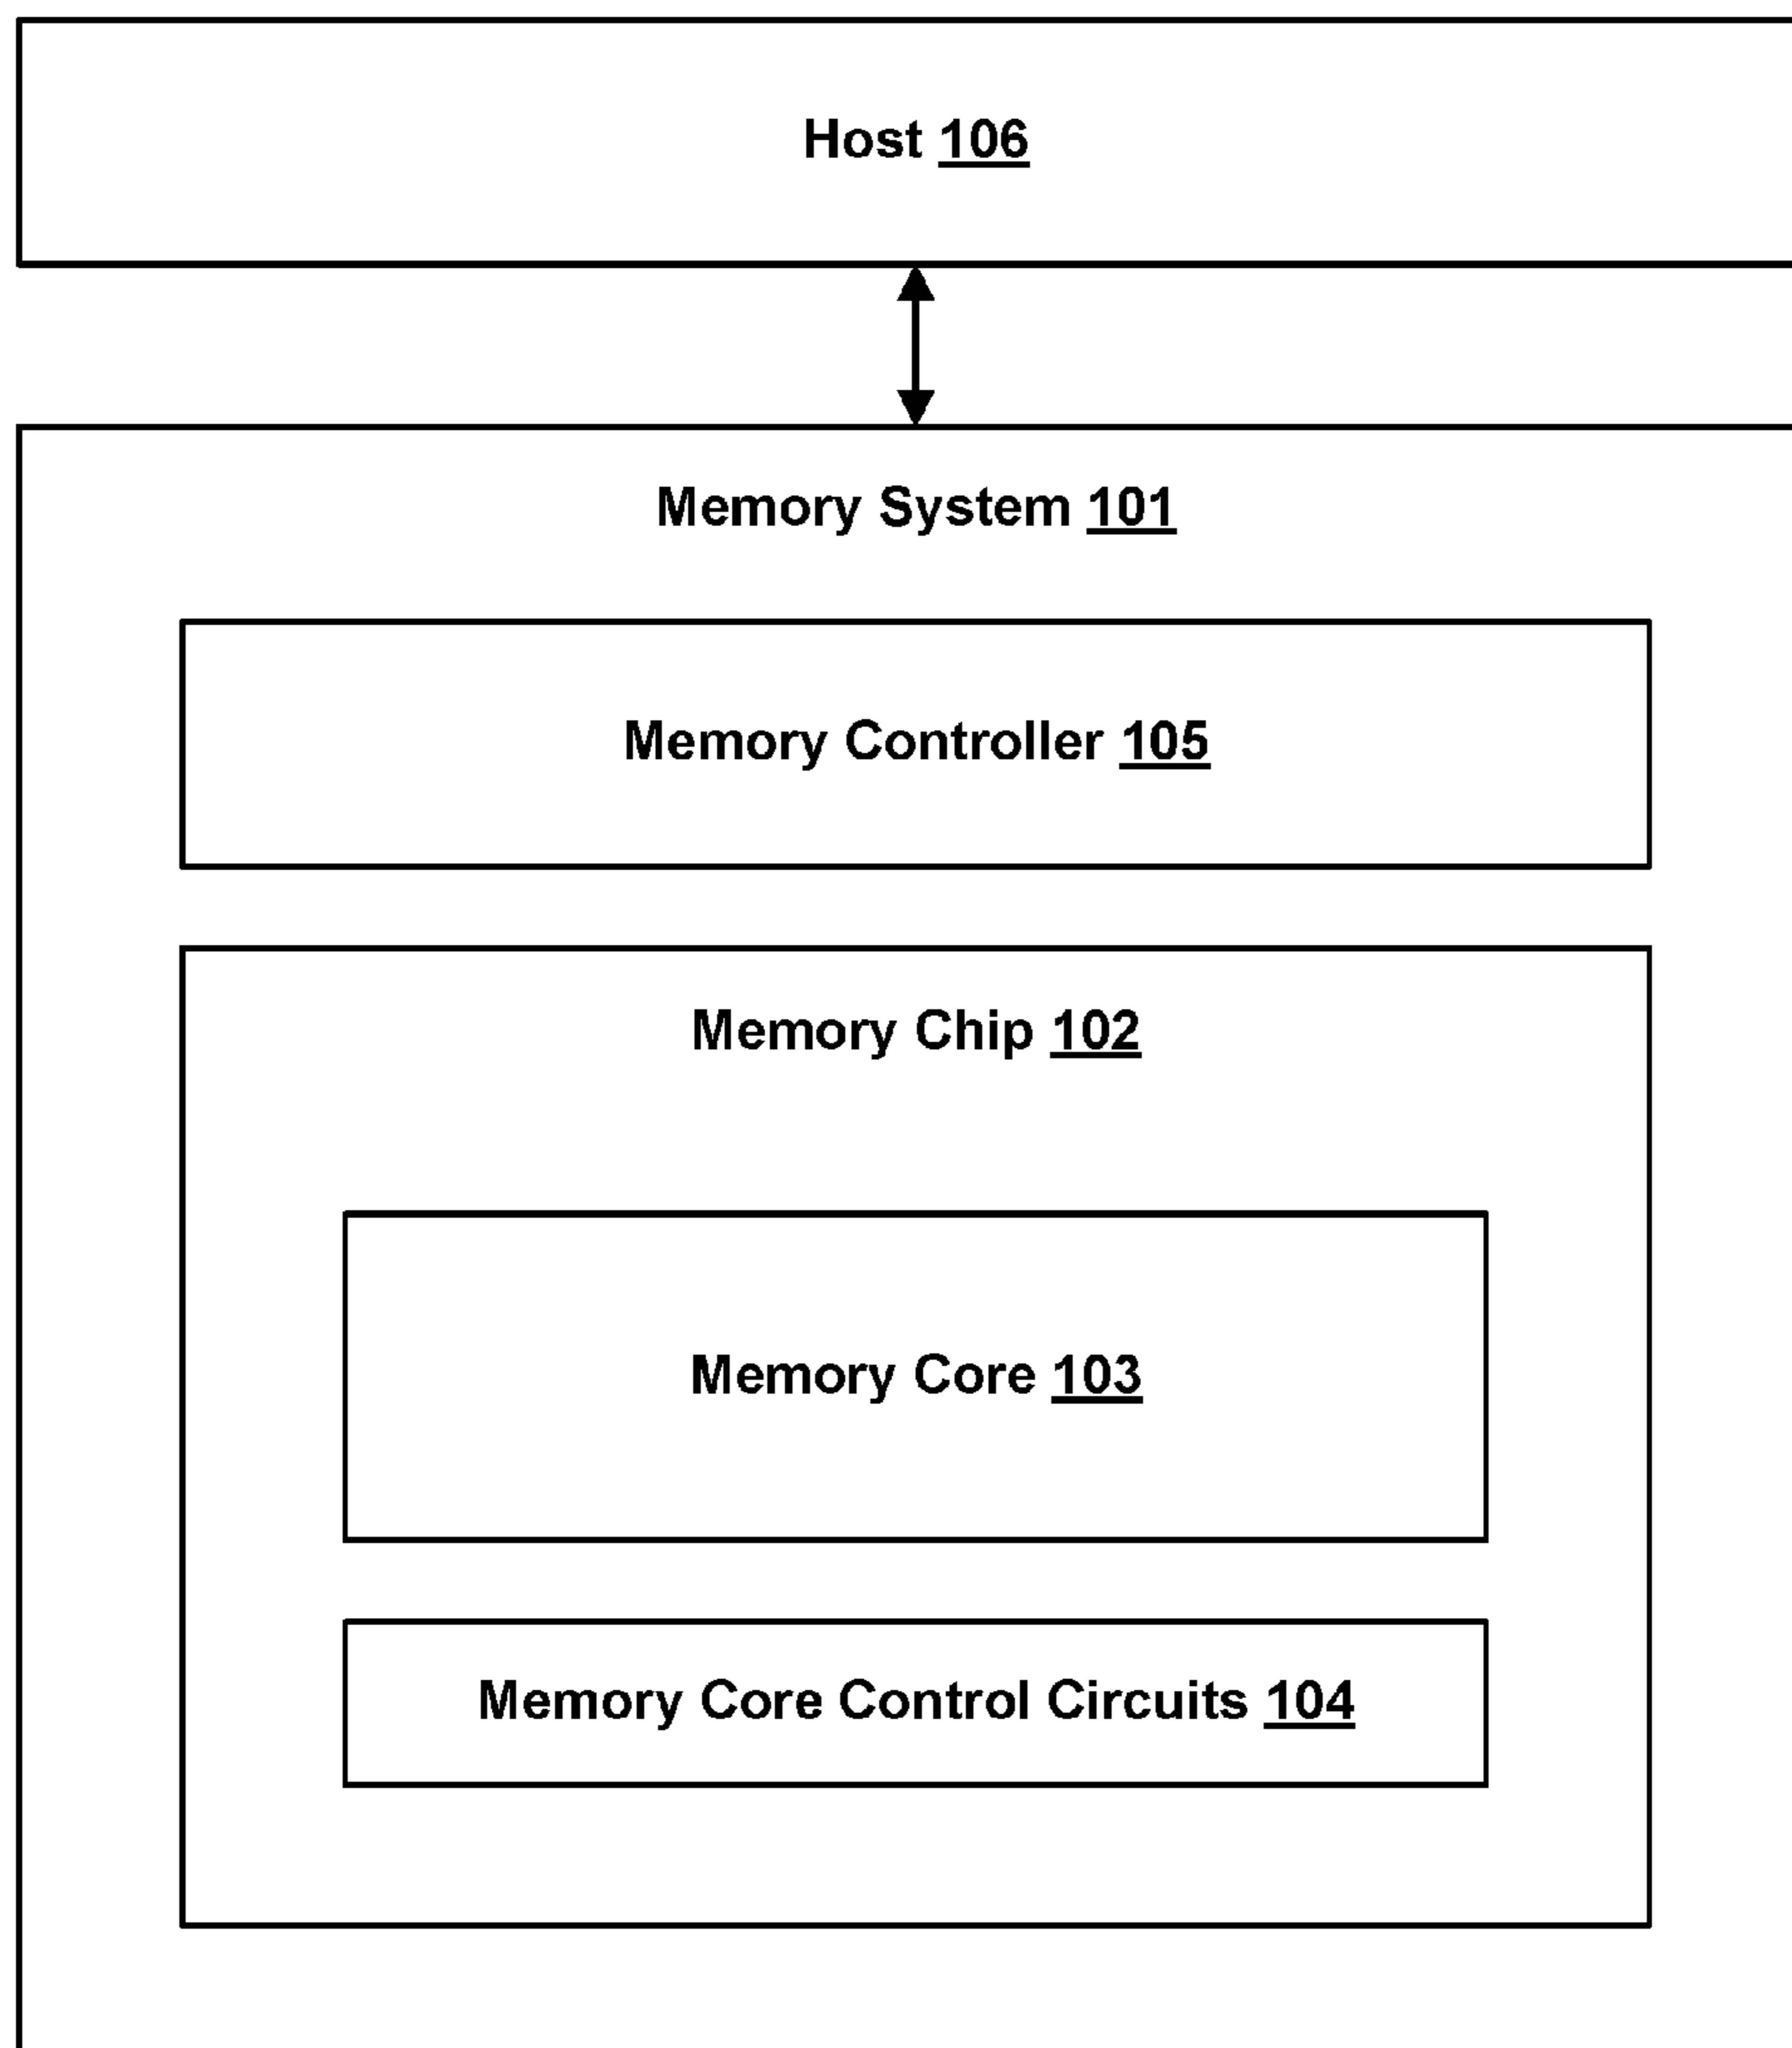 Host 106
Memory System 101
Memory Controller 105
Memory Chip 102
Memory Core 103
Memory Core Control Circuits 104